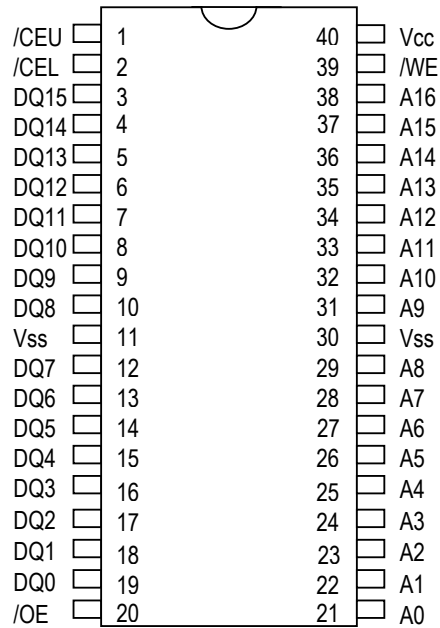 /CEU 1 40 Vcc
/CEL 2 39 /WE
DQ15 3 38 A16
DQ14 4 37 A15
DQ13 5 36 A14
DQ12 6 35 A13
DQ11 7 34 A12
DQ10 8 33 A11
DQ9 9 32 A10
DQ8 10 31 A9
Vss 11 30 Vss
DQ7 12 29 A8
DQ6 13 28 A7
DQ5 14 27 A6
DQ4 15 26 A5
DQ3 16 25 A4
DQ2 17 24 A3
DQ1 18 23 A2
DQ0 19 22 A1
/OE 20 21 A0